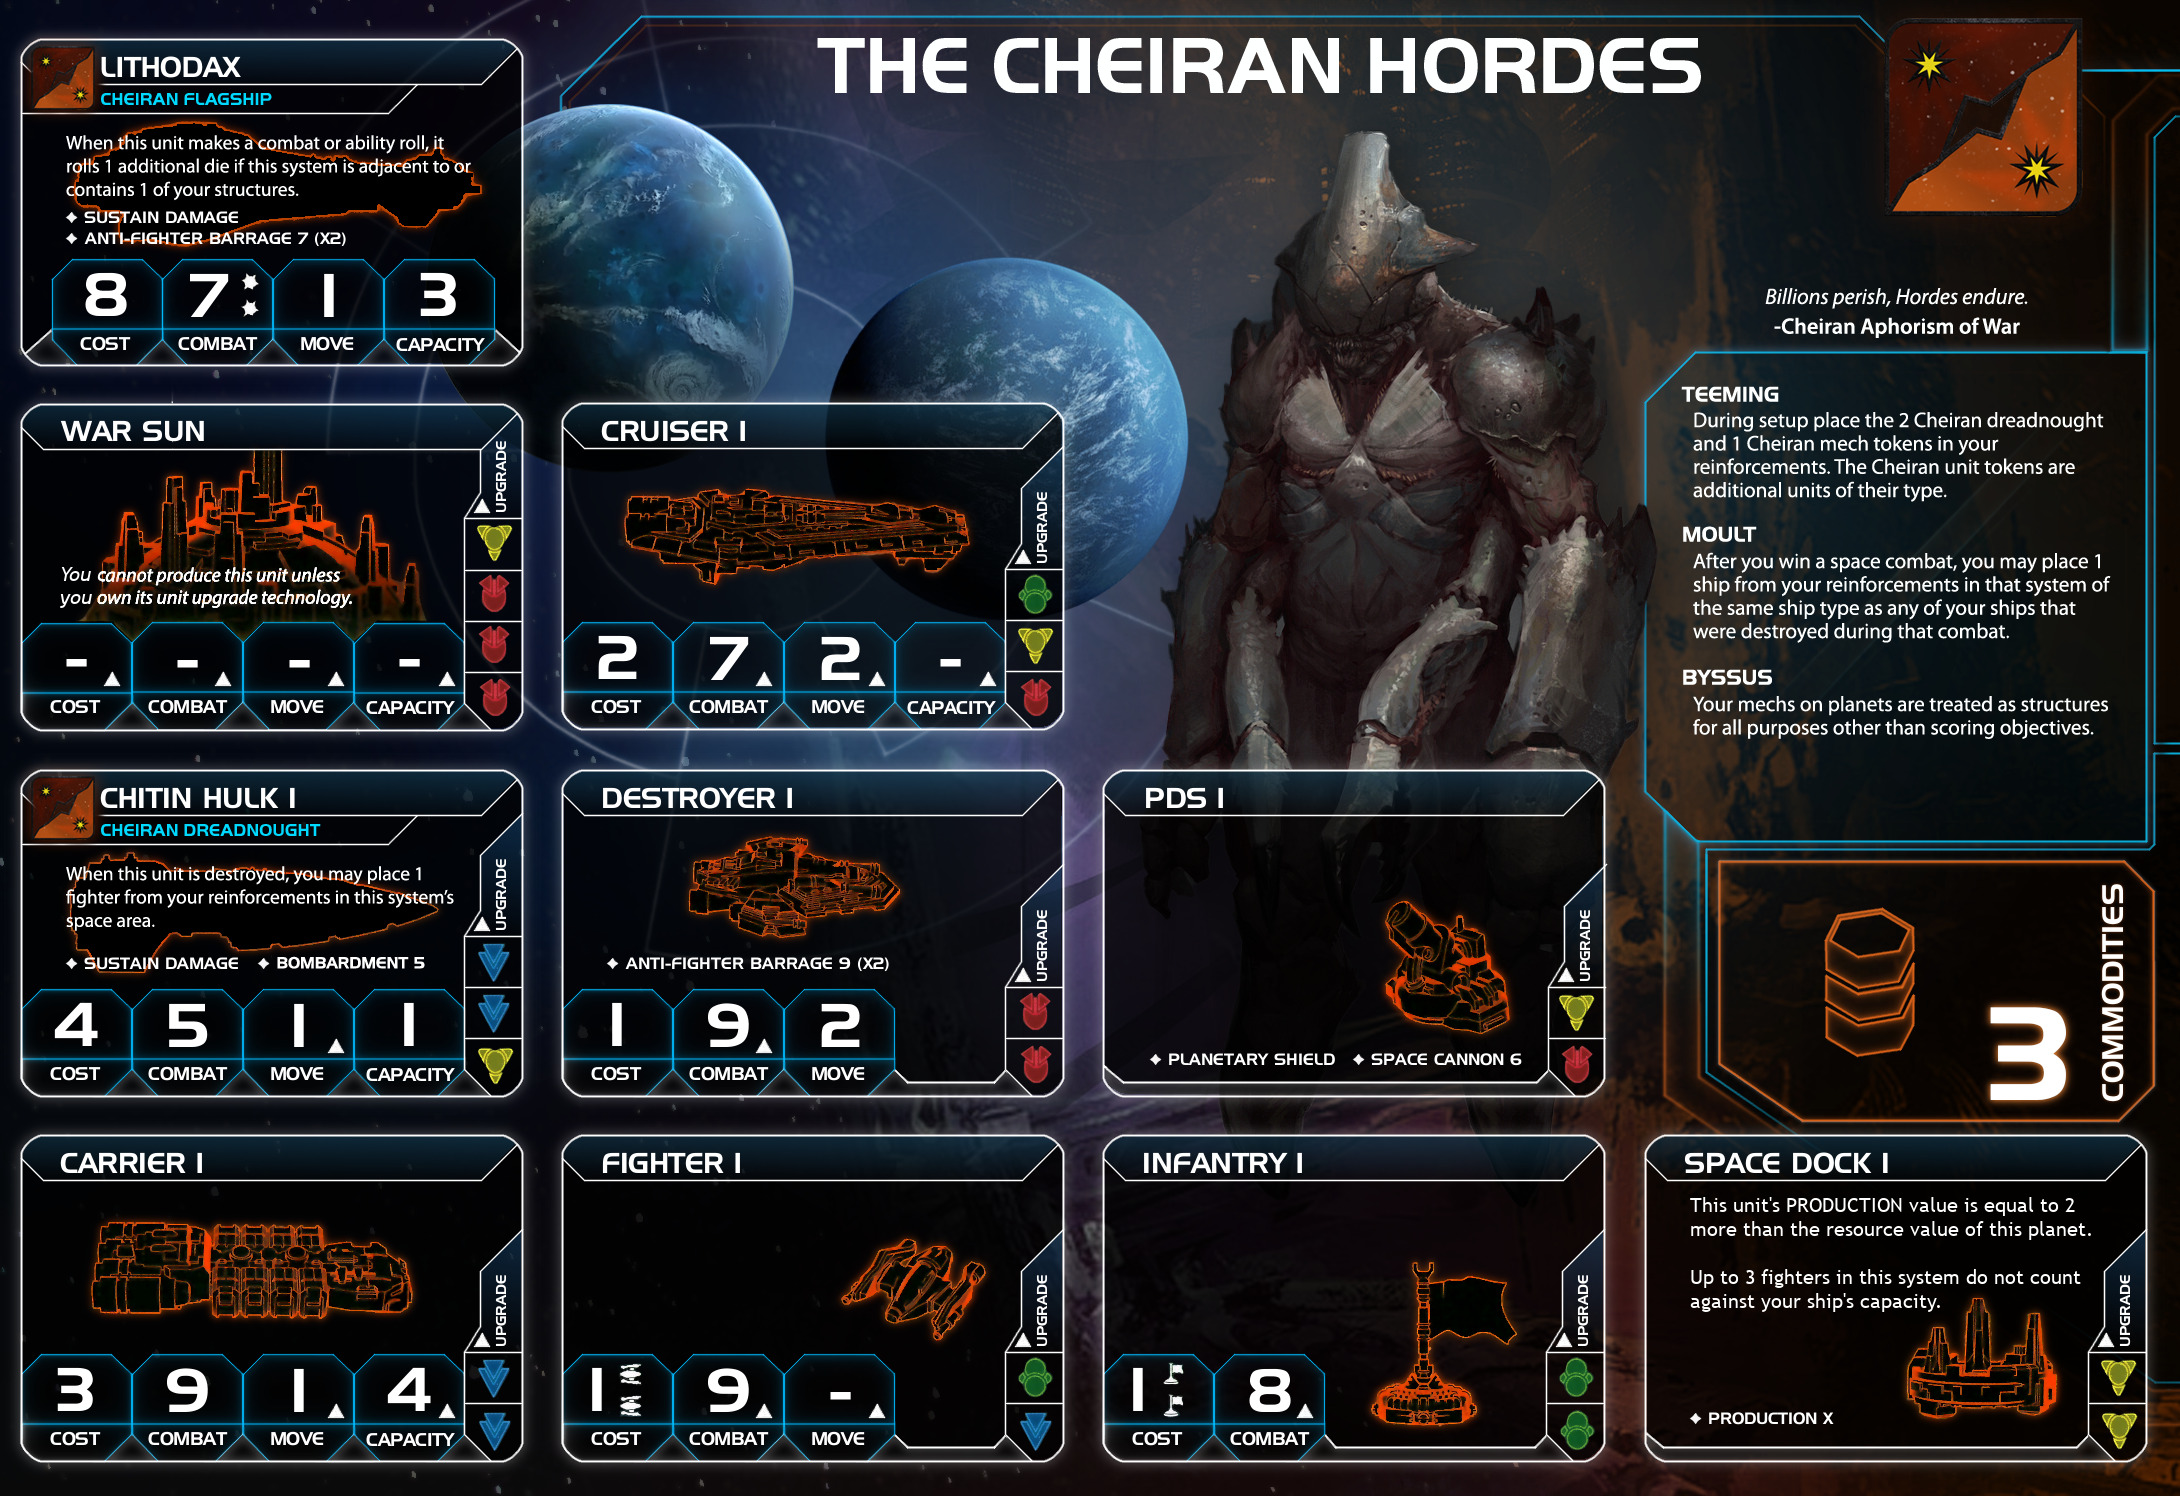 THE CHEIRAN HORDES
LITHODAX
CHEIRAN FLAGSHIP
When this unit makes a combat or ability roll, it
rolls 1 additional die if this system is adjacent to or
contains 1 of your structures.
◆ SUSTAIN DAMAGE
◆ ANTI-FIGHTER BARRAGE 7 (X2)
8 7 1 3
COST COMBAT MOVE CAPACITY
Billions perish, Hordes endure.
-Cheiran Aphorism of War
TEEMING
During setup place the 2 Cheiran dreadnought
and 1 Cheiran mech tokens in your
reinforcements. The Cheiran unit tokens are
additional units of their type.
MOULT
After you win a space combat, you may place 1
ship from your reinforcements in that system of
the same ship type as any of your ships that
were destroyed during that combat.
BYSSUS
Your mechs on planets are treated as structures
for all purposes other than scoring objectives.
WAR SUN
UPGRADE
You cannot produce this unit unless
you own its unit upgrade technology.
- - - -
COST COMBAT MOVE CAPACITY
CRUISER I
UPGRADE
2 7 2 -
COST COMBAT MOVE CAPACITY
CHITIN HULK I
CHEIRAN DREADNOUGHT
UPGRADE
When this unit is destroyed, you may place 1
fighter from your reinforcements in this system's
space area.
◆ SUSTAIN DAMAGE ◆ BOMBARDMENT 5
4 5 1 1
COST COMBAT MOVE CAPACITY
DESTROYER I
UPGRADE
◆ ANTI-FIGHTER BARRAGE 9 (X2)
1 9 2
COST COMBAT MOVE
PDS I
UPGRADE
◆ PLANETARY SHIELD ◆ SPACE CANNON 6
3
COMMODITIES
CARRIER I
UPGRADE
3 9 1 4
COST COMBAT MOVE CAPACITY
FIGHTER I
UPGRADE
1 9 -
COST COMBAT MOVE
INFANTRY I
UPGRADE
1 8
COST COMBAT
SPACE DOCK I
This unit's PRODUCTION value is equal to 2
more than the resource value of this planet.
Up to 3 fighters in this system do not count
against your ship's capacity.
UPGRADE
◆ PRODUCTION X